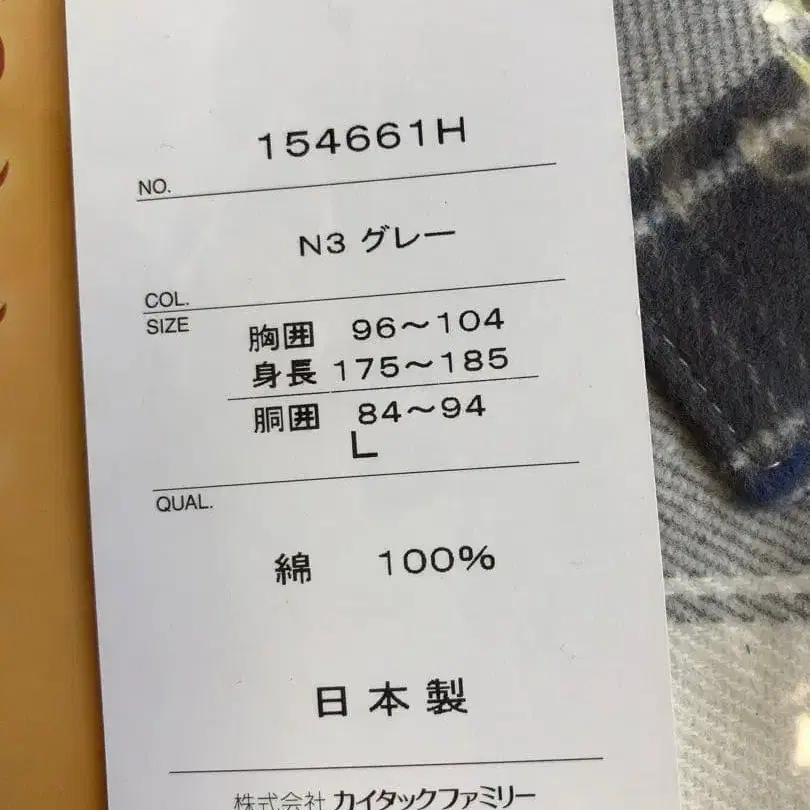 154661H
NO.
N3 グレー
COL.
SIZE
胸囲 96～104
身長 175～185
胴囲 84～94
L
QUAL.
綿 100%
日本製
株式会社 カイタックファミリー